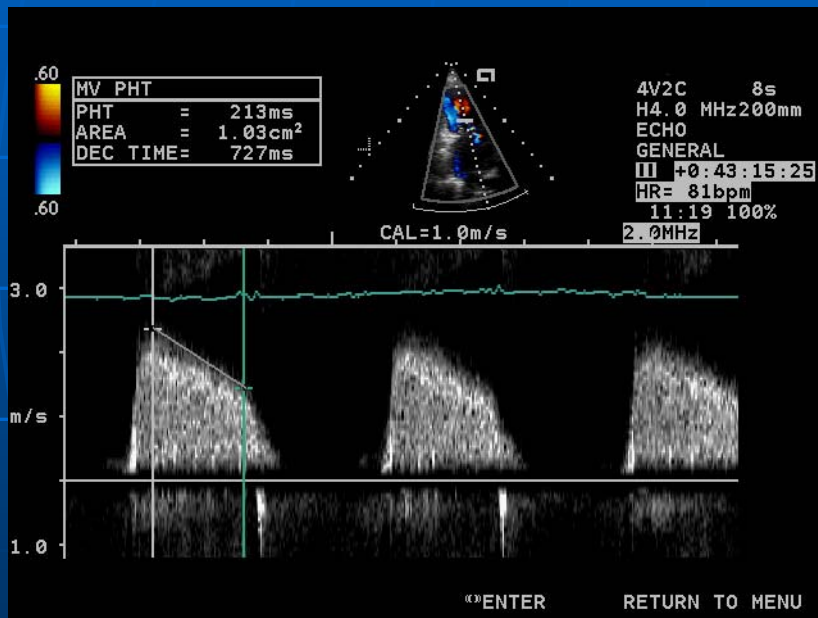 .60
.60
MV PHT
PHT = 213ms
AREA = 1.03cm²
DEC TIME= 727ms
4V2C 8s
H4.0 MHz200mm
ECHO
GENERAL
+0:43:15:25
HR= 81bpm
11:19 100%
2.0MHz
CAL=1.0m/s
3.0
m/s
1.0
ENTER
RETURN TO MENU